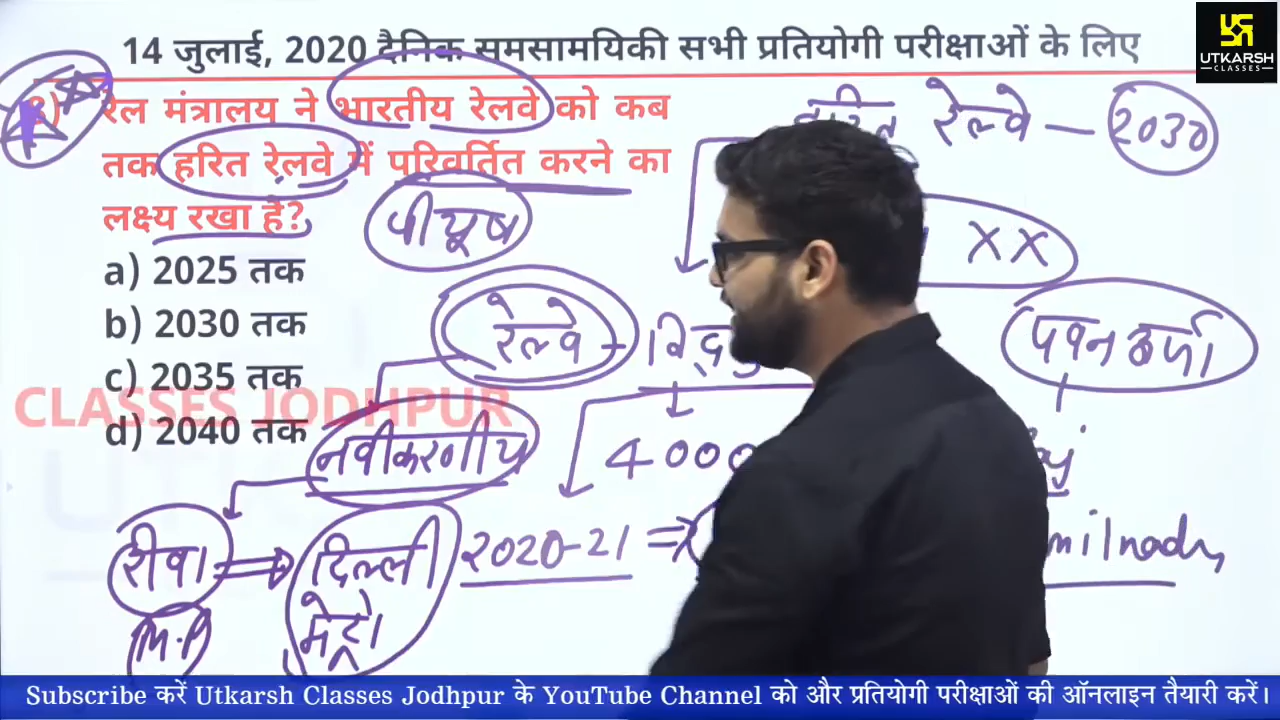 14 जुलाई, 2020 दैनिक समसामयिकी सभी प्रतियोगी परीक्षाओं के लिए
UTKARSH
CLASSES
रेल मंत्रालय ने भारतीय रेलवे को कब
तक हरित रेलवे में परिवर्तित करने का
लक्ष्य रखा है?
a) 2025 तक
b) 2030 तक
c) 2035 तक
d) 2040 तक
CLASSES JODHPUR
हरित रेल्वे — 2030
पीयूष
X X
रेल्वे
पवन ऊर्जा
नवीकरणीय
4000
रीवा ⇒ दिल्ली मेट्रो
(M.P)
2020-21 ⇒
Subscribe करें Utkarsh Classes Jodhpur के YouTube Channel को और प्रतियोगी परीक्षाओं की ऑनलाइन तैयारी करें।